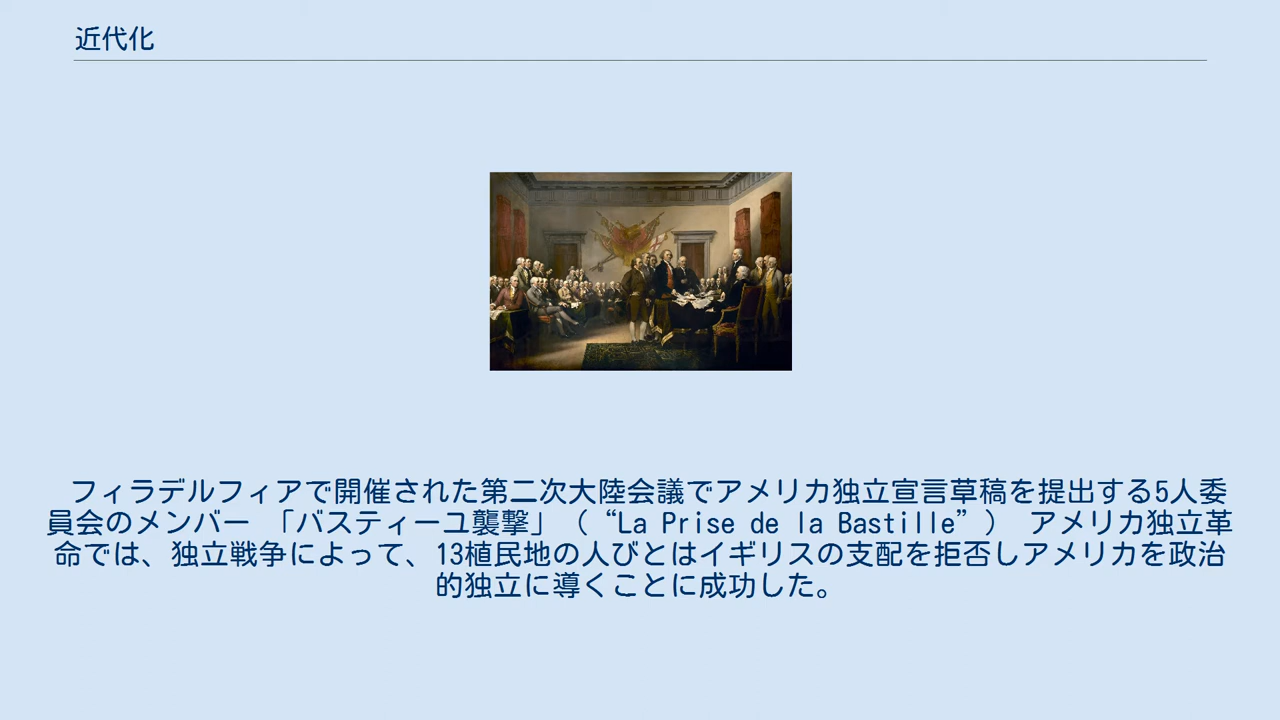 近代化
フィラデルフィアで開催された第二次大陸会議でアメリカ独立宣言草稿を提出する5人委
員会のメンバー 「バスティーユ襲撃」（“La Prise de la Bastille”） アメリカ独立革
命では、独立戦争によって、13植民地の人びとはイギリスの支配を拒否しアメリカを政治
的独立に導くことに成功した。